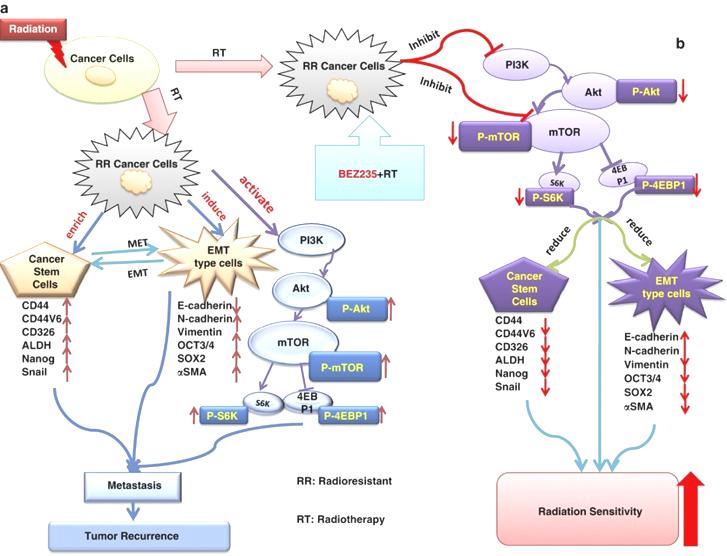 a
Radiation
Cancer Cells
RT
RT
RR Cancer Cells
BEZ235+RT
Inhibit
Inhibit
b
PI3K
Akt
P-Akt
P-mTOR
mTOR
S6K
P-S6K
4EB
P1
P-4EBP1
reduce
reduce
Cancer
Stem
Cells
CD44
CD44V6
CD326
ALDH
Nanog
Snail
EMT
type cells
E-cadherin
N-cadherin
Vimentin
OCT3/4
SOX2
αSMA
Radiation Sensitivity
RR Cancer Cells
enrich
induce
activate
Cancer
Stem
Cells
MET
EMT
EMT
type cells
CD44
CD44V6
CD326
ALDH
Nanog
Snail
E-cadherin
N-cadherin
Vimentin
OCT3/4
SOX2
αSMA
PI3K
Akt
P-Akt
mTOR
P-mTOR
S6K
P-S6K
4EB
P1
P-4EBP1
Metastasis
Tumor Recurrence
RR: Radioresistant
RT: Radiotherapy